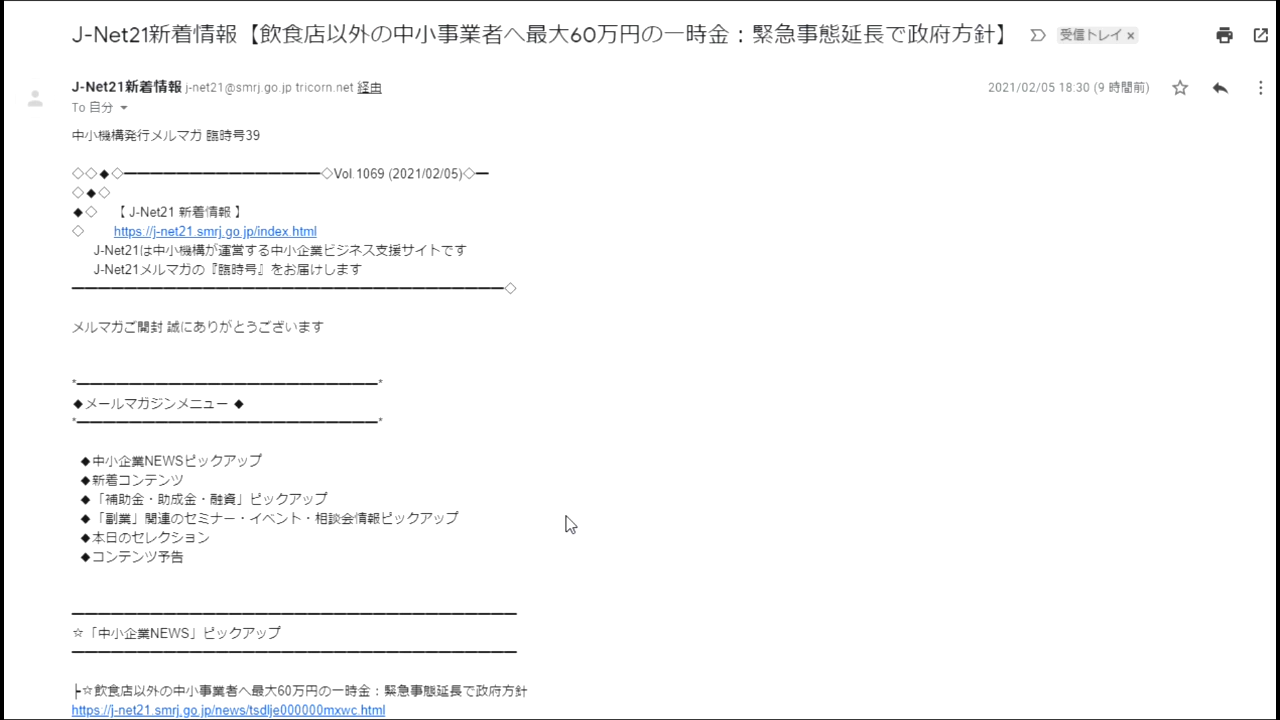 J-Net21新着情報【飲食店以外の中小事業者へ最大60万円の一時金：緊急事態延長で政府方針】 受信トレイ ×
J-Net21新着情報 j-net21@smrj.go.jp tricorn.net 経由 2021/02/05 18:30 (9 時間前)
To 自分
中小機構発行メルマガ 臨時号39
◇◇◆◇━━━━━━━━━━━━━━━◇Vol.1069 (2021/02/05)◇━
◇◆◇
◆◇ 【 J-Net21 新着情報 】
◇ https://j-net21.smrj.go.jp/index.html
J-Net21は中小機構が運営する中小企業ビジネス支援サイトです
J-Net21メルマガの『臨時号』をお届けします
━━━━━━━━━━━━━━━━━━━━━━━━━━━━━━━━━◇
メルマガご開封 誠にありがとうございます
*━━━━━━━━━━━━━━━━━━━━━━━*
◆メールマガジンメニュー ◆
*━━━━━━━━━━━━━━━━━━━━━━━*
◆中小企業NEWSピックアップ
◆新着コンテンツ
◆「補助金・助成金・融資」ピックアップ
◆「副業」関連のセミナー・イベント・相談会情報ピックアップ
◆本日のセレクション
◆コンテンツ予告
━━━━━━━━━━━━━━━━━━━━━━━━━━━━━━━━━━
☆「中小企業NEWS」ピックアップ
━━━━━━━━━━━━━━━━━━━━━━━━━━━━━━━━━━
┣☆飲食店以外の中小事業者へ最大60万円の一時金：緊急事態延長で政府方針
https://j-net21.smrj.go.jp/news/tsdlje000000mxwc.html